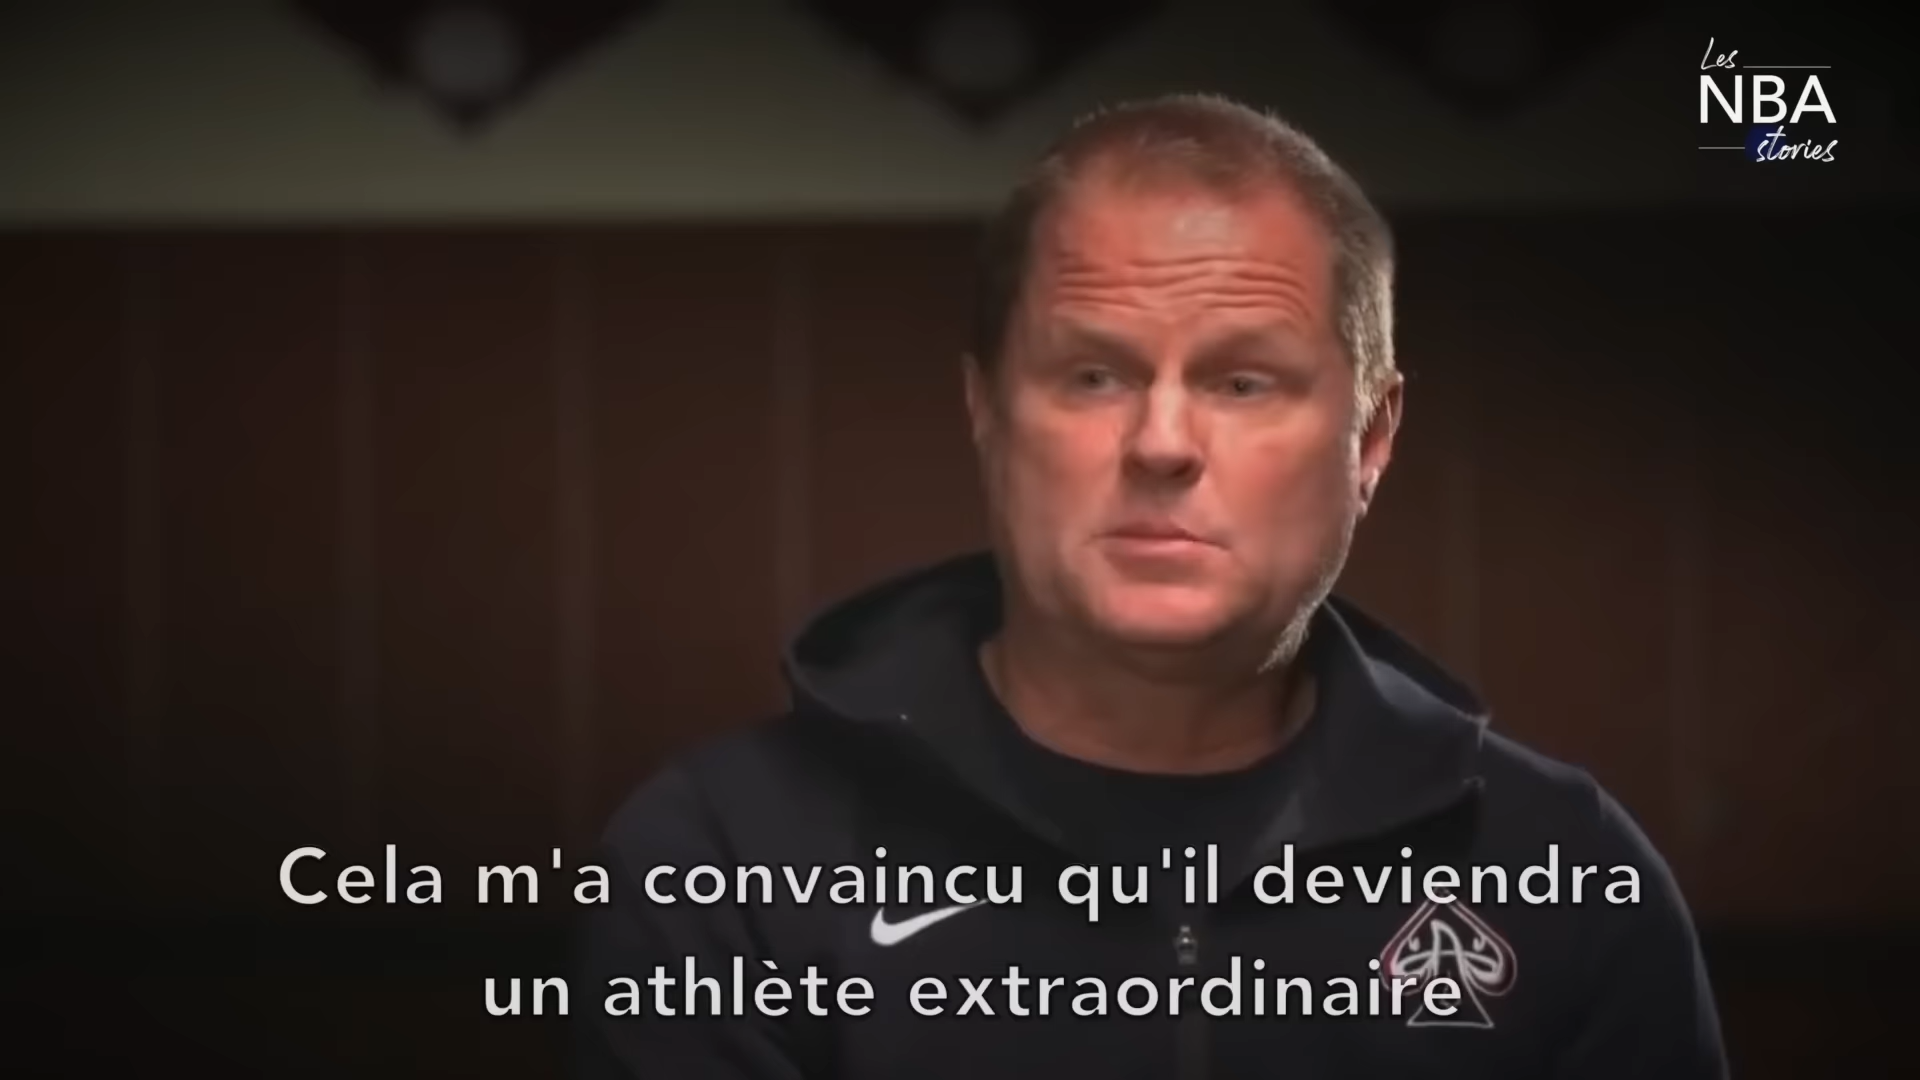 Les
NBA
stories
Cela m'a convaincu qu'il deviendra
un athlète extraordinaire